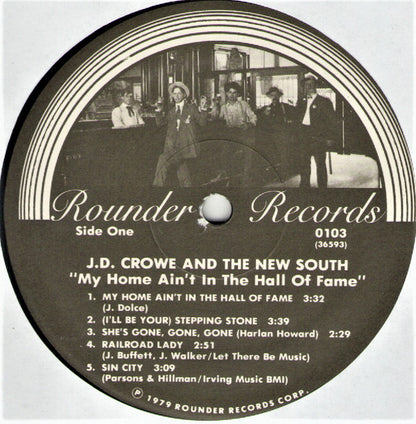 Rounder Records
Side One 0103
(36593)
J.D. CROWE AND THE NEW SOUTH
"My Home Ain't In The Hall Of Fame"
1. MY HOME AIN'T IN THE HALL OF FAME 3:32
(J. Dolce)
2. (I'LL BE YOUR) STEPPING STONE 3:39
3. SHE'S GONE, GONE, GONE (Harlan Howard) 2:29
4. RAILROAD LADY 2:51
(J. Buffett, J. Walker/Let There Be Music)
5. SIN CITY 3:09
(Parsons & Hillman/Irving Music BMI)
℗ 1979 ROUNDER RECORDS CORP.